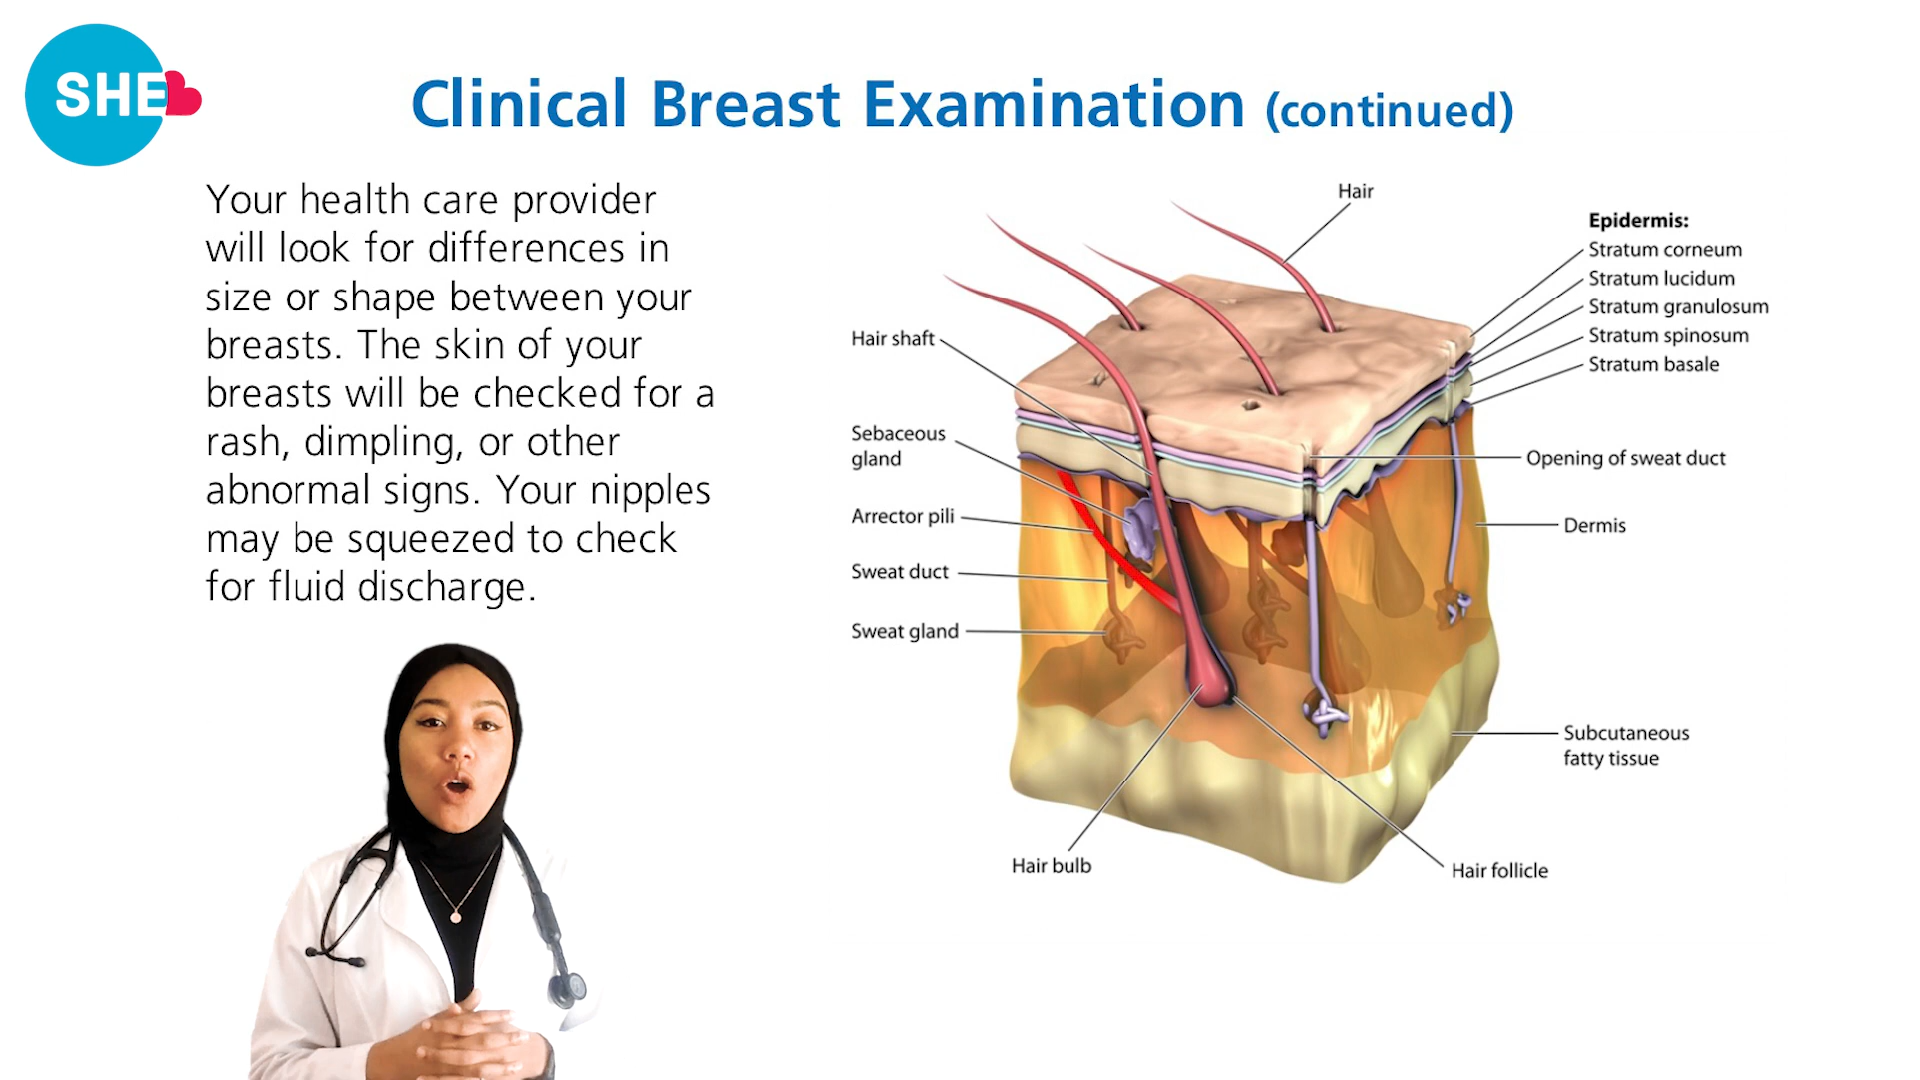 SHE
Clinical Breast Examination (continued)
Your health care provider
will look for differences in
size or shape between your
breasts. The skin of your
breasts will be checked for a
rash, dimpling, or other
abnormal signs. Your nipples
may be squeezed to check
for fluid discharge.
Hair
Epidermis:
Stratum corneum
Stratum lucidum
Stratum granulosum
Stratum spinosum
Stratum basale
Hair shaft
Sebaceous
gland
Opening of sweat duct
Arrector pili
Dermis
Sweat duct
Sweat gland
Subcutaneous
fatty tissue
Hair bulb
Hair follicle